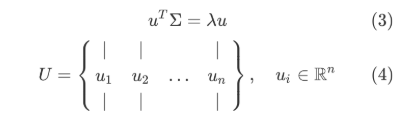 u^T Σ = λu (3)
U = { | | | 
u_1 u_2 … u_n
| | | } , u_i ∈ ℝ^n (4)